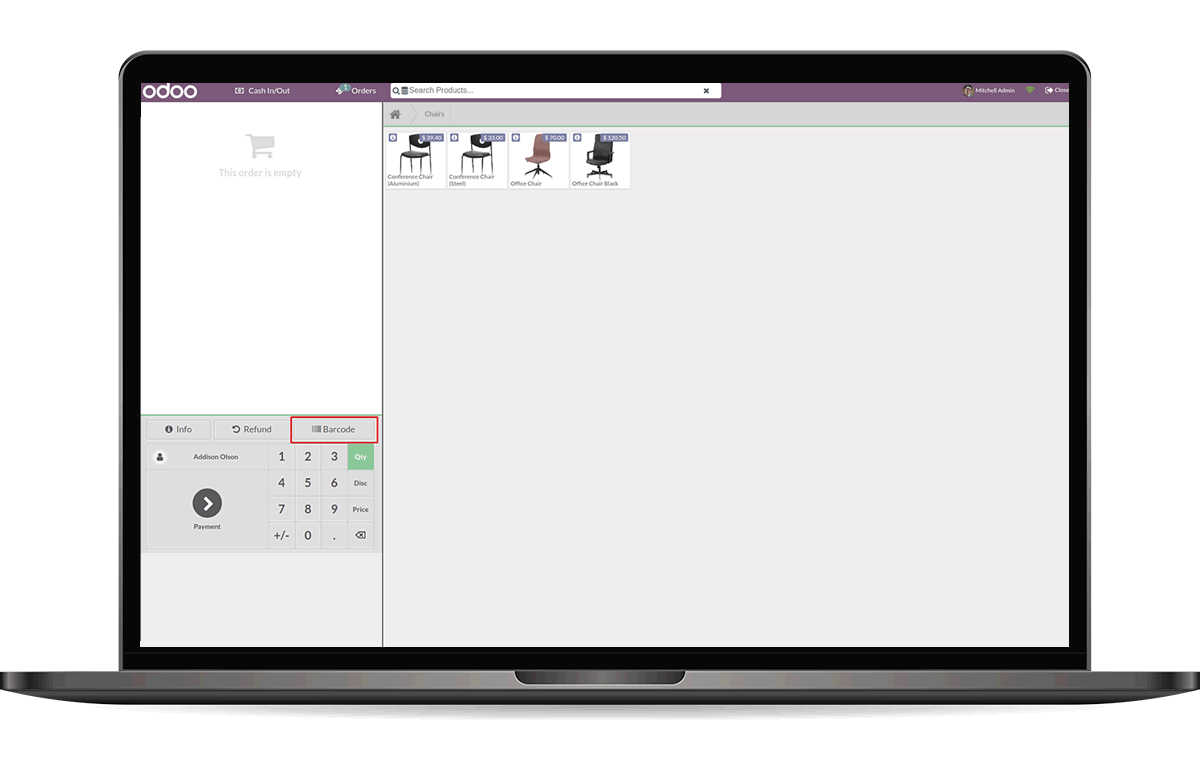 odoo Cash In/Out 1 Orders Search Products... Mitchell Admin Close
Chairs
This order is empty
$ 39.40 $ 33.00 $ 70.00 $ 120.50
Conference Chair (Aluminium)
Conference Chair (Steel)
Office Chair
Office Chair Black
Info Refund Barcode
Addison Olson
1 2 3 Qty
4 5 6 Disc
7 8 9 Price
+/- 0 .
Payment